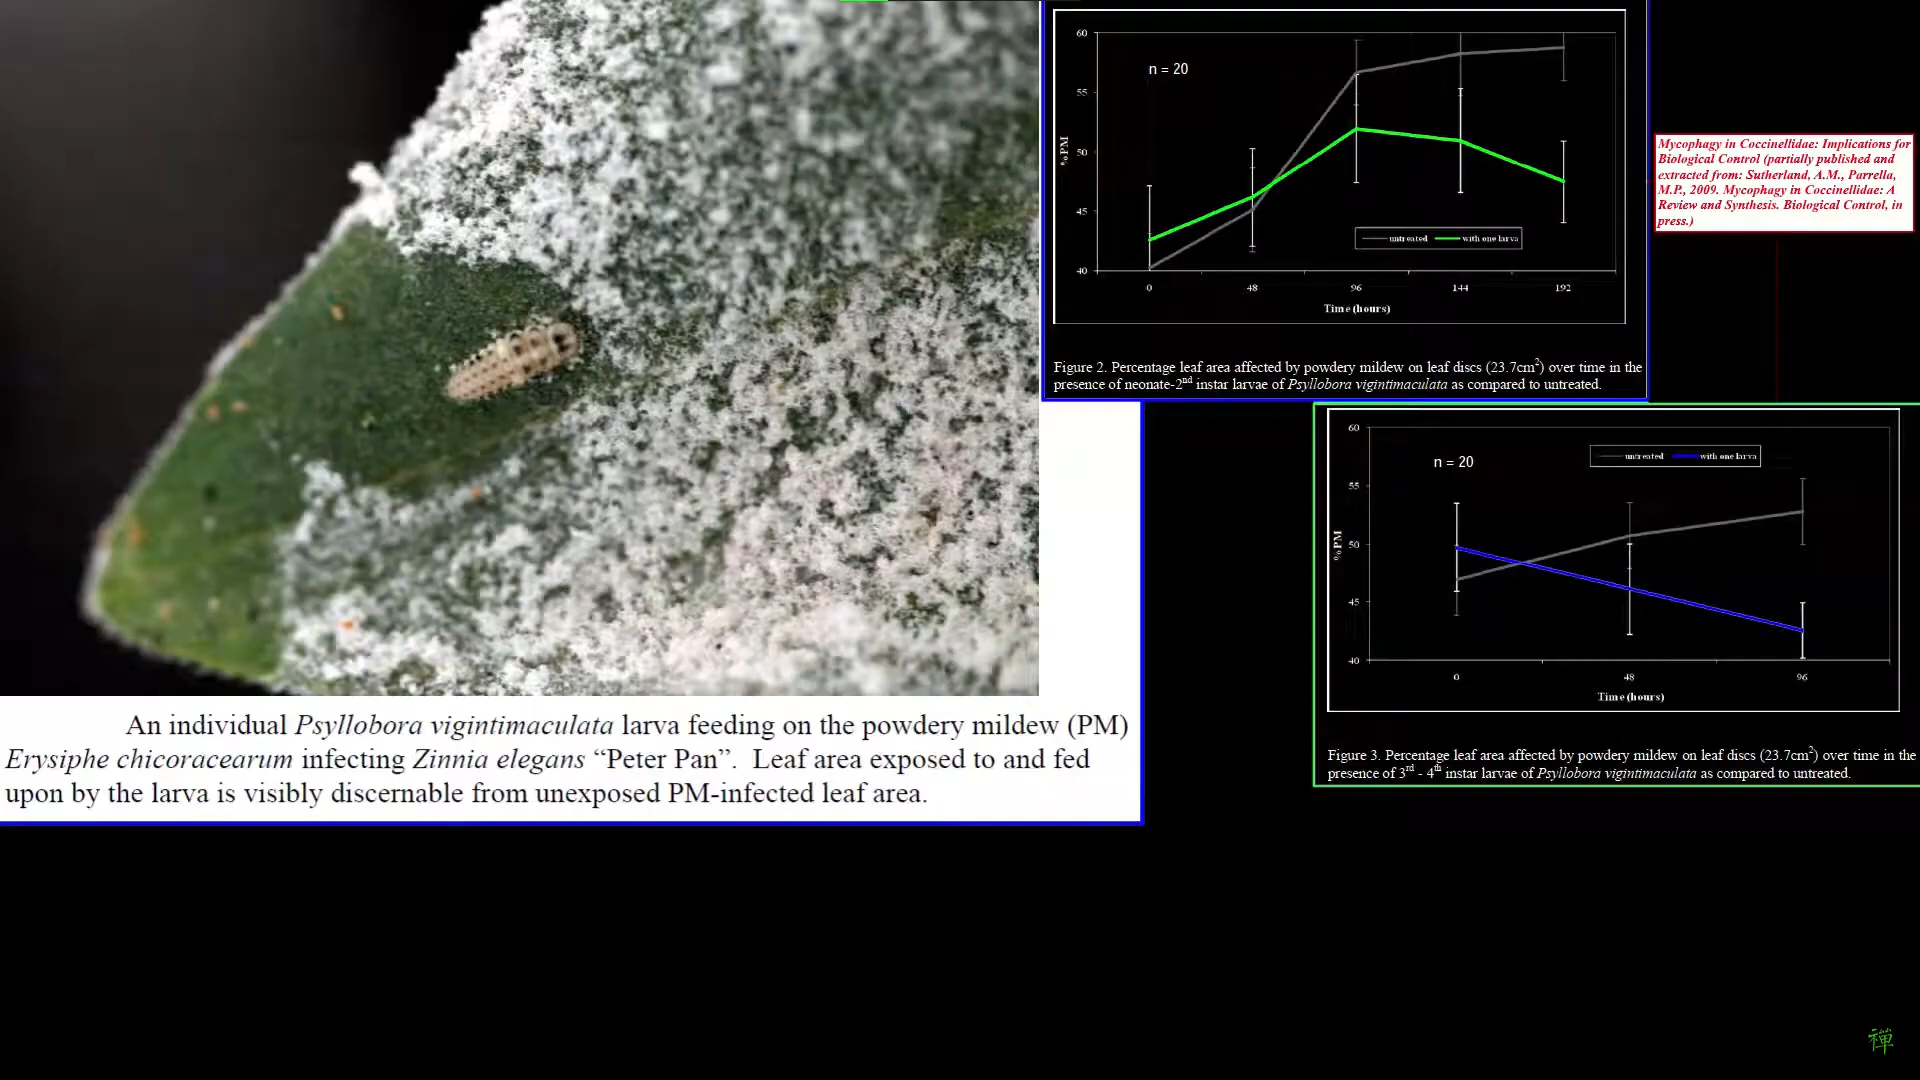 An individual Psyllobora vigintimaculata larva feeding on the powdery mildew (PM)
Erysiphe chicoracearum infecting Zinnia elegans “Peter Pan”. Leaf area exposed to and fed
upon by the larva is visibly discernable from unexposed PM-infected leaf area.
60
55
50
45
40
%PM
n = 20
untreated
with one larva
0
48
96
144
192
Time (hours)
Figure 2. Percentage leaf area affected by powdery mildew on leaf discs (23.7cm2) over time in the
presence of neonate-2nd instar larvae of Psyllobora vigintimaculata as compared to untreated.
Mycophagy in Coccinellidae: Implications for
Biological Control (partially published and
extracted from: Sutherland, A.M., Parrella,
M.P., 2009. Mycophagy in Coccinellidae: A
Review and Synthesis. Biological Control, in
press.)
60
55
50
45
40
%PM
n = 20
untreated
with one larva
0
48
96
Time (hours)
Figure 3. Percentage leaf area affected by powdery mildew on leaf discs (23.7cm2) over time in the
presence of 3rd - 4th instar larvae of Psyllobora vigintimaculata as compared to untreated.
禪